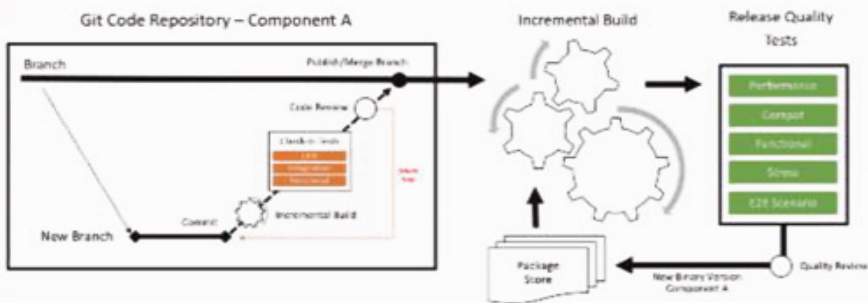 Git Code Repository – Component A
Branch
Publish/Merge Branch
Code Review
Check-in Tests
Unit
Integration
Functional
Incremental Build
Commit
New Branch
Incremental Build
Package
Store
Release Quality
Tests
Performance
Compat
Functional
Stress
E2E Scenario
Quality Review
New Binary Version
Component A